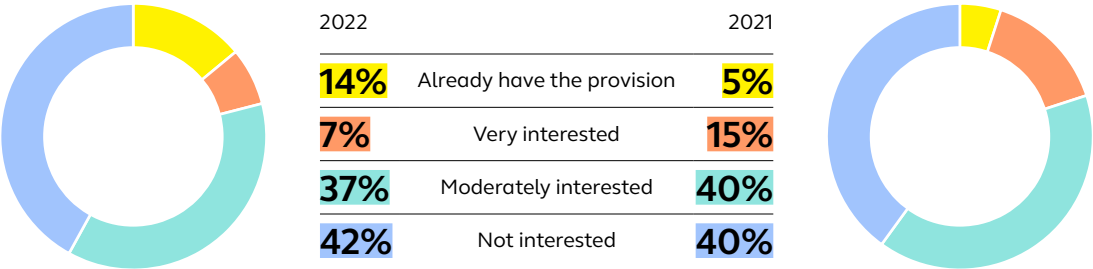 2022 2021
14% Already have the provision 5%
7% Very interested 15%
37% Moderately interested 40%
42% Not interested 40%